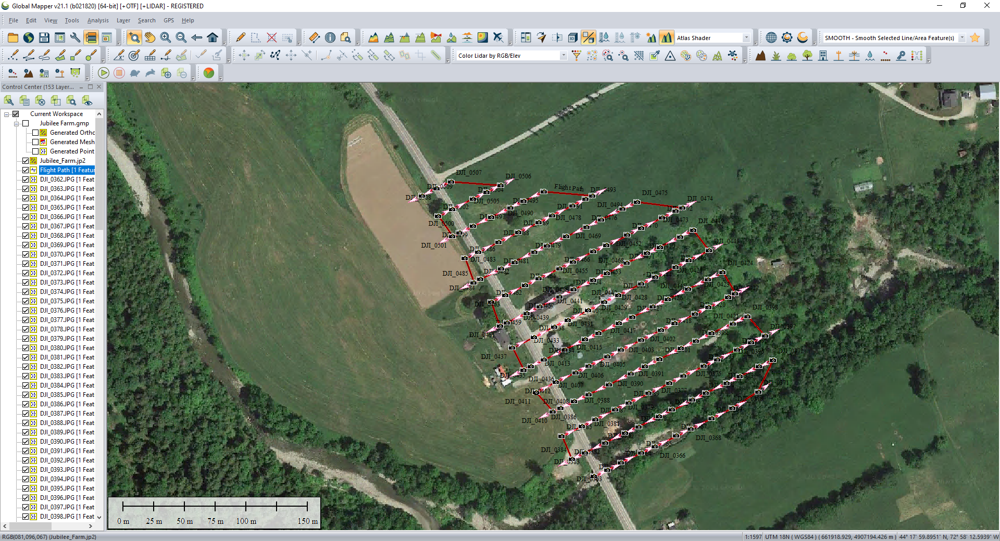 Global Mapper v21.1 (b021820) [64-bit] [+OTF] [+LIDAR] - REGISTERED
File Edit View Tools Analysis Layer Search GPS Help
Atlas Shader
SMOOTH - Smooth Selected Line/Area Feature(s)
Color Lidar by RGB/Elev
Control Center (153 Layer...
Current Workspace
Jubilee Farm.gmp
Generated Ortho
Generated Mesh
Generated Point
Jubilee_Farm.jp2
Flight Path [1 Featur
DJI_0362.JPG [1 Feat
DJI_0363.JPG [1 Feat
DJI_0364.JPG [1 Feat
DJI_0365.JPG [1 Feat
DJI_0366.JPG [1 Feat
DJI_0367.JPG [1 Feat
DJI_0368.JPG [1 Feat
DJI_0369.JPG [1 Feat
DJI_0370.JPG [1 Feat
DJI_0371.JPG [1 Feat
DJI_0372.JPG [1 Feat
DJI_0373.JPG [1 Feat
DJI_0374.JPG [1 Feat
DJI_0375.JPG [1 Feat
DJI_0376.JPG [1 Feat
DJI_0377.JPG [1 Feat
DJI_0378.JPG [1 Feat
DJI_0379.JPG [1 Feat
DJI_0380.JPG [1 Feat
DJI_0381.JPG [1 Feat
DJI_0382.JPG [1 Feat
DJI_0383.JPG [1 Feat
DJI_0384.JPG [1 Feat
DJI_0385.JPG [1 Feat
DJI_0386.JPG [1 Feat
DJI_0387.JPG [1 Feat
DJI_0388.JPG [1 Feat
DJI_0389.JPG [1 Feat
DJI_0390.JPG [1 Feat
DJI_0391.JPG [1 Feat
DJI_0392.JPG [1 Feat
DJI_0393.JPG [1 Feat
DJI_0394.JPG [1 Feat
DJI_0395.JPG [1 Feat
DJI_0396.JPG [1 Feat
DJI_0397.JPG [1 Feat
DJI_0398.JPG [1 Feat
DJI_0507
DJI_0506
Flight Path
DJI_0475
DJI_0474
DJI_0505
DJI_0490
DJI_0478
DJI_0473
DJI_0501
DJI_0469
DJI_0452
DJI_0448
DJI_0483
DJI_0485
DJI_0455
DJI_0424
DJI_0441
DJI_0428
DJI_0429
DJI_0398
DJI_0439
DJI_0431
DJI_0417
DJI_0433
DJI_0402
DJI_0415
DJI_0403
DJI_0437
DJI_0413
DJI_0405
DJI_0436
DJI_0406
DJI_0391
DJI_0407
DJI_0390
DJI_0411
DJI_0388
DJI_0410
DJI_0386
DJI_0381
DJI_0368
DJI_0384
DJI_0366
0 m 25 m 50 m 75 m 100 m 150 m
RGB(081,096,067) (Jubilee_Farm.jp2)
1:1597 UTM 18N ( WGS84 ) ( 661918.929, 4907194.426 m ) 44° 17' 59.8951" N, 72° 58' 12.5939" W